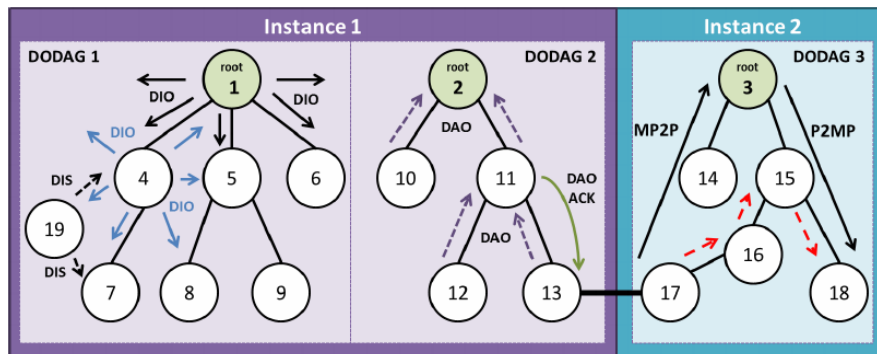 Instance 1
Instance 2
DODAG 1
DODAG 2
DODAG 3
root
1
root
2
root
3
DIO
DIO
DIO
DAO
MP2P
P2MP
DIS
4
5
6
10
11
DAO
ACK
14
15
DIO
19
DAO
16
DIS
7
8
9
12
13
17
18